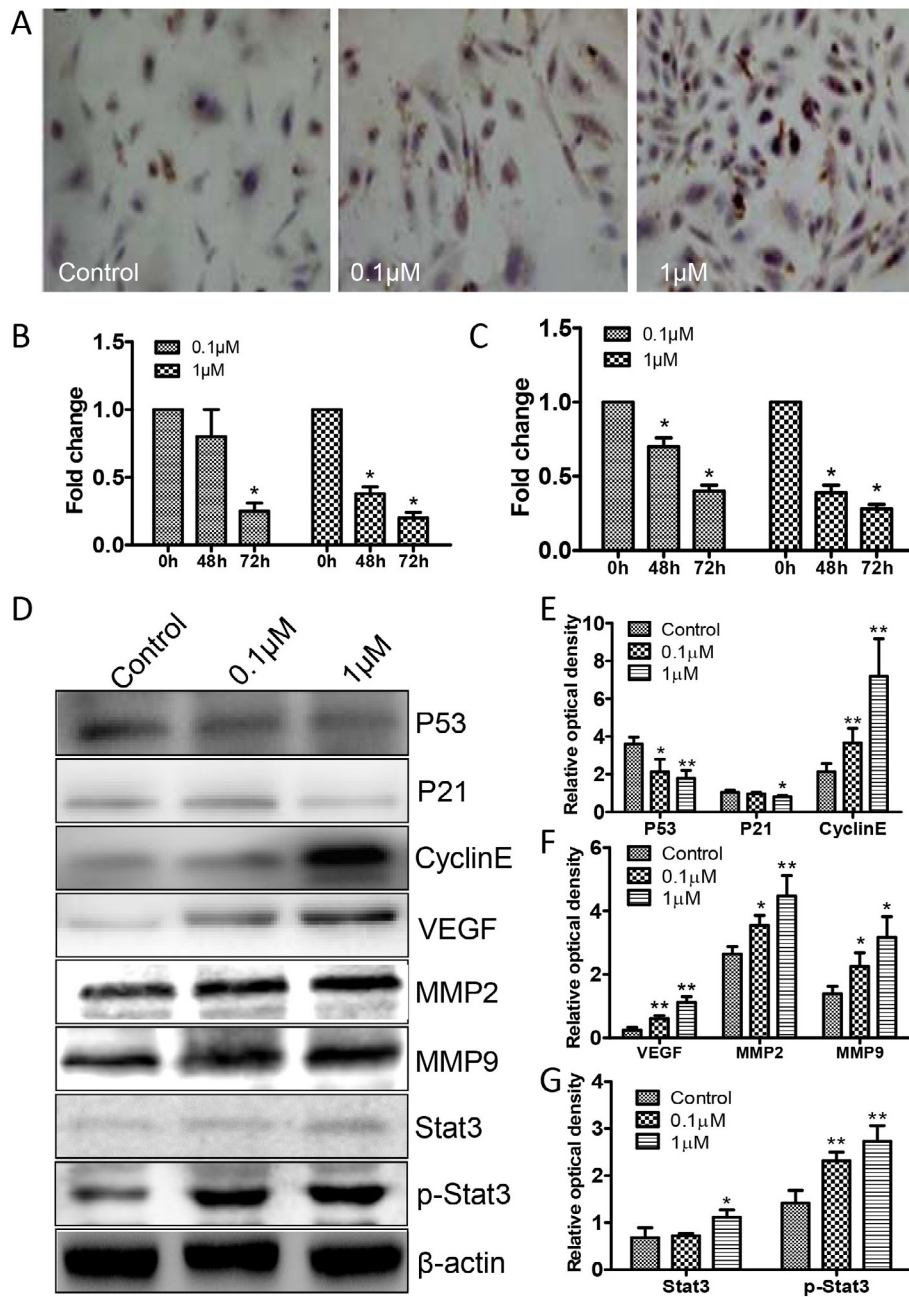 A
Control
0.1µM
1µM
B
Fold change
1.5
1.0
0.5
0.0
0.1µM
1µM
*
*
*
0h 48h 72h 0h 48h 72h
C
Fold change
1.5
1.0
0.5
0.0
0.1µM
1µM
*
*
*
*
0h 48h 72h 0h 48h 72h
D
Control 0.1µM 1µM
P53
P21
CyclinE
VEGF
MMP2
MMP9
Stat3
p-Stat3
β-actin
E
Relative optical density
10
8
6
4
2
0
Control
0.1µM
1µM
*
**
*
**
**
P53 P21 CyclinE
F
Relative optical density
6
4
2
0
Control
0.1µM
1µM
**
**
*
**
*
*
VEGF MMP2 MMP9
G
Relative optical density
4
3
2
1
0
Control
0.1µM
1µM
*
**
**
Stat3 p-Stat3